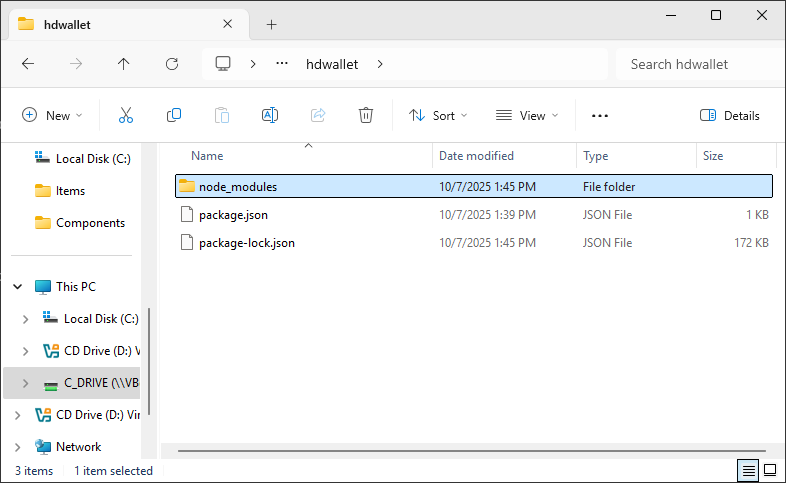 hdwallet
hdwallet
Search hdwallet
New
Sort
View
Details
Local Disk (C:)
Items
Components
This PC
Local Disk (C:)
CD Drive (D:) V
C_DRIVE (\\VB
CD Drive (D:) Vir
Network
Name Date modified Type Size
node_modules 10/7/2025 1:45 PM File folder
package.json 10/7/2025 1:39 PM JSON File 1 KB
package-lock.json 10/7/2025 1:45 PM JSON File 172 KB
3 items 1 item selected